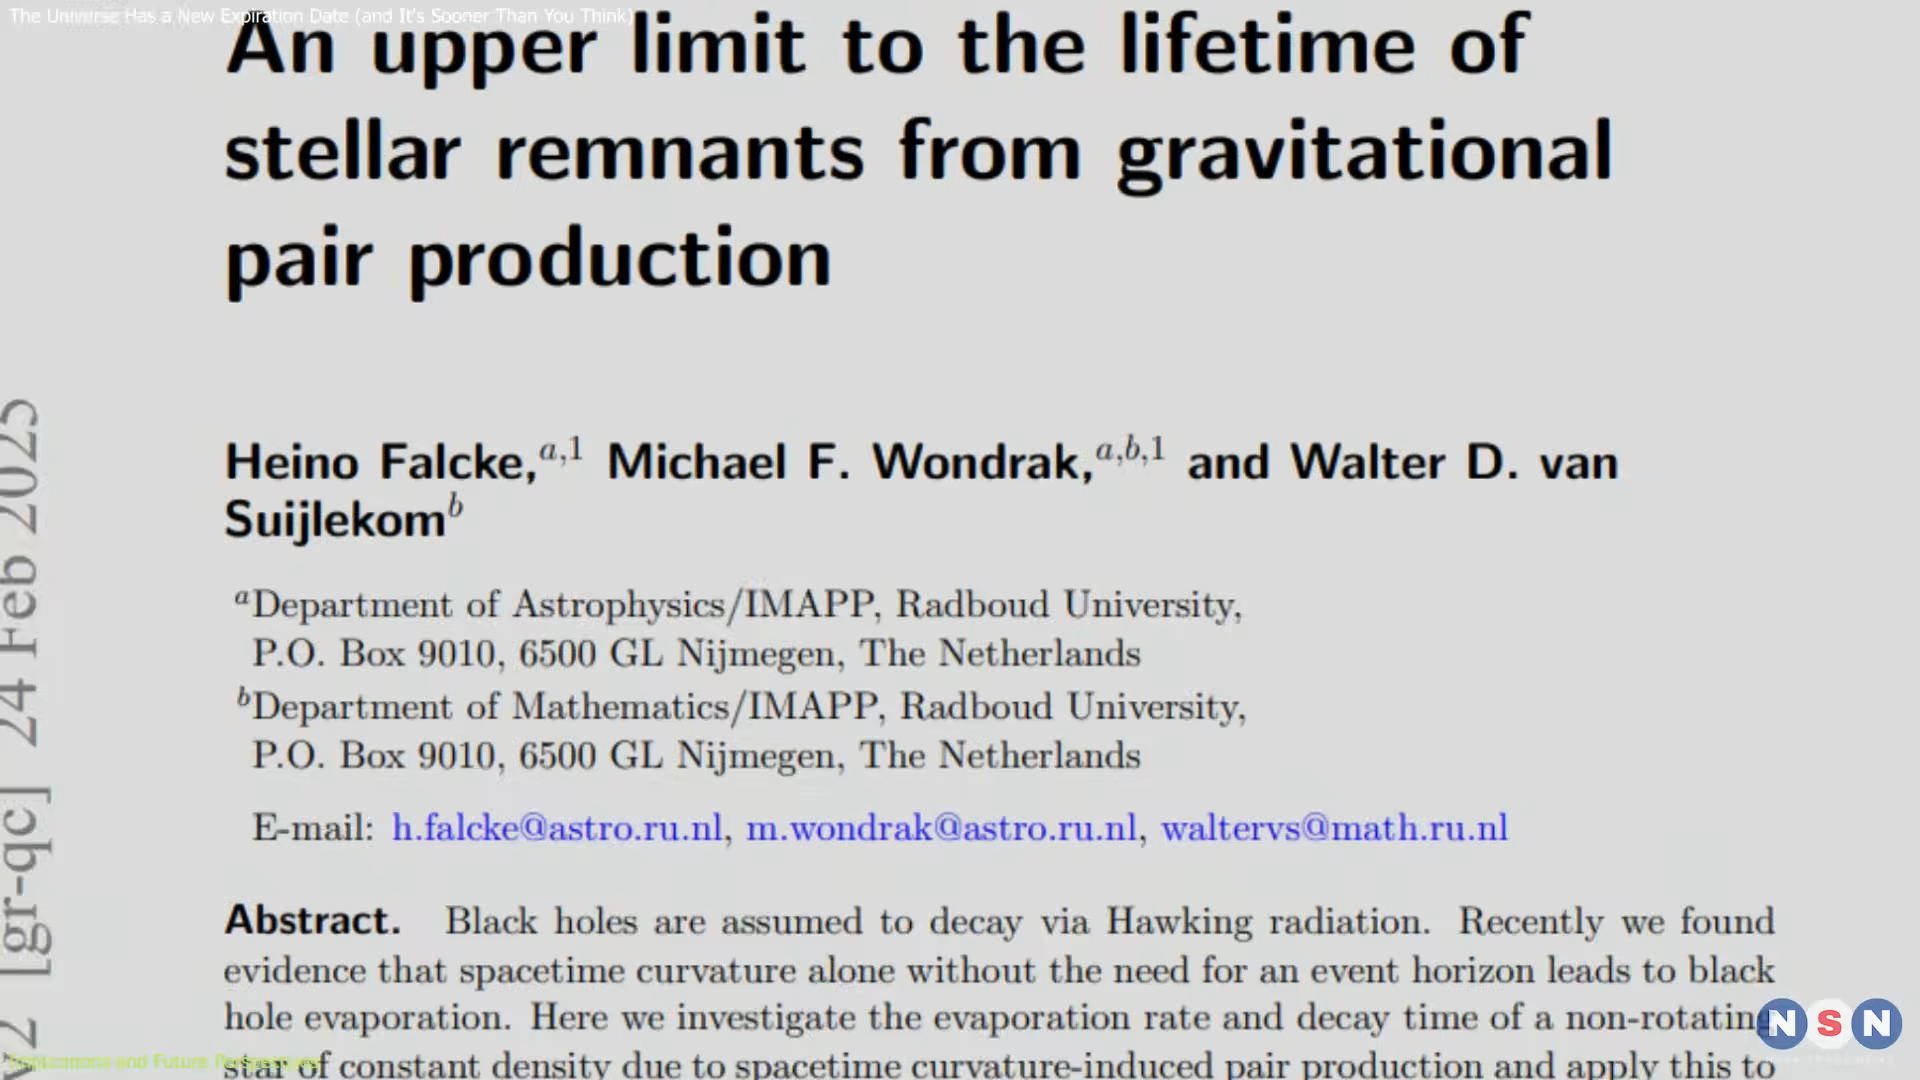 The Universe Has a New Expiration Date (and It's Sooner Than You Think)
An upper limit to the lifetime of
stellar remnants from gravitational
pair production
Heino Falcke,ᵃ,¹ Michael F. Wondrak,ᵃ,ᵇ,¹ and Walter D. van
Suijlekomᵇ
ᵃDepartment of Astrophysics/IMAPP, Radboud University,
P.O. Box 9010, 6500 GL Nijmegen, The Netherlands
ᵇDepartment of Mathematics/IMAPP, Radboud University,
P.O. Box 9010, 6500 GL Nijmegen, The Netherlands
E-mail: h.falcke@astro.ru.nl, m.wondrak@astro.ru.nl, waltervs@math.ru.nl
Abstract. Black holes are assumed to decay via Hawking radiation. Recently we found
evidence that spacetime curvature alone without the need for an event horizon leads to black
hole evaporation. Here we investigate the evaporation rate and decay time of a non-rotating
star of constant density due to spacetime curvature-induced pair production and apply this to
v2 [gr-qc] 24 Feb 2025
Implications and Future Perspectives
NSN